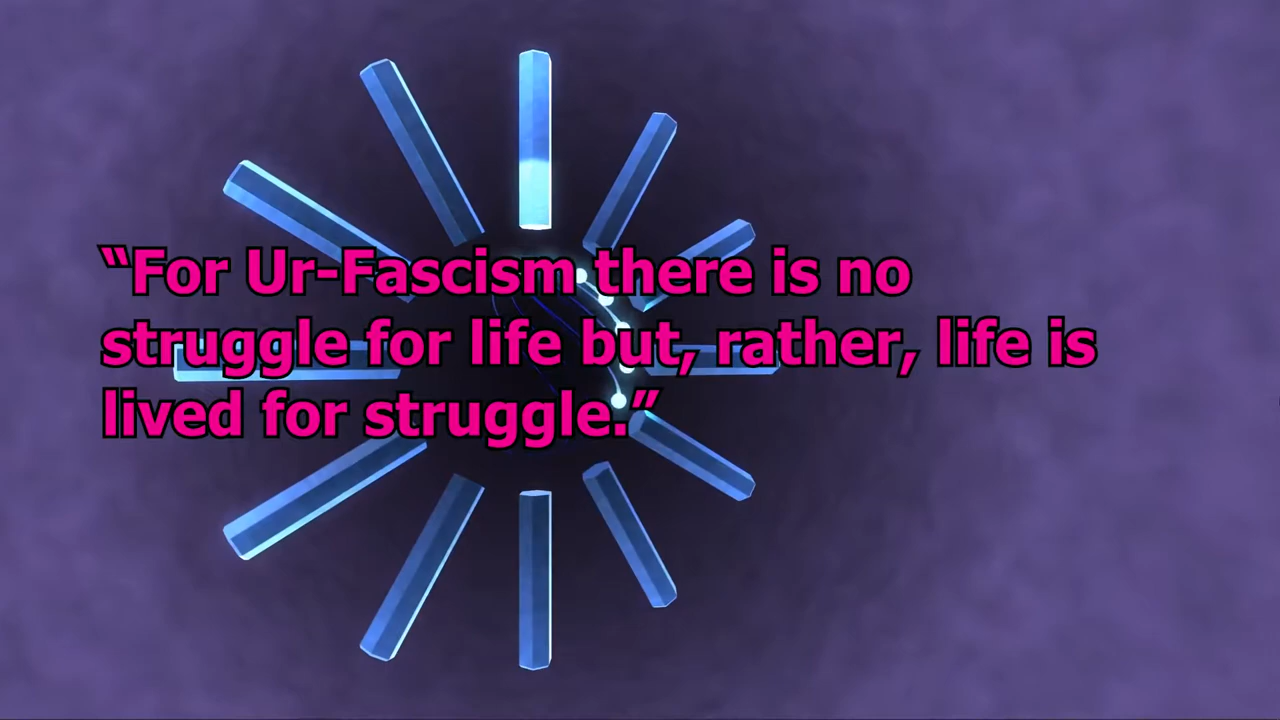 “For Ur-Fascism there is no
struggle for life but, rather, life is
lived for struggle.”